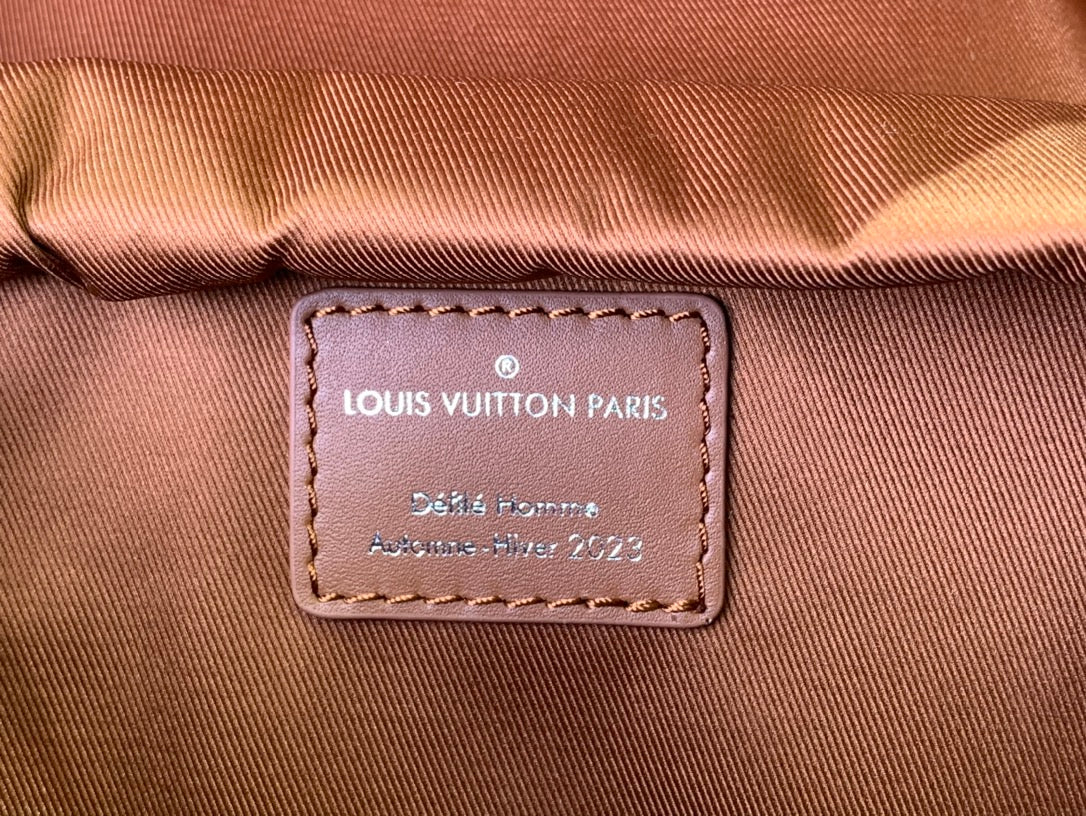 ®
LOUIS VUITTON PARIS
Défilé Homme
Automne-Hiver 2023